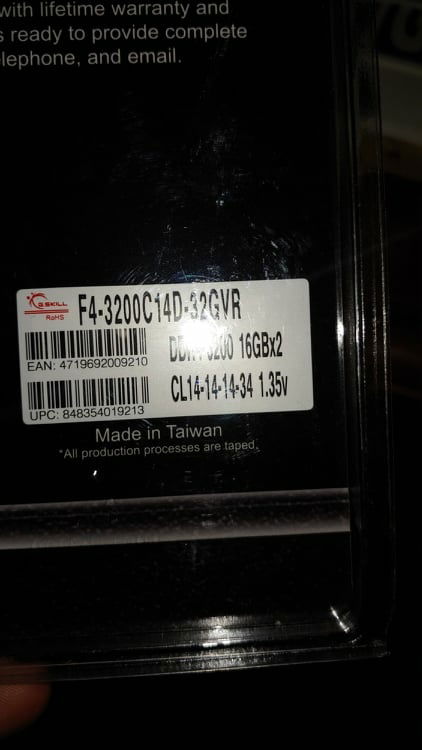 with lifetime warranty and
s ready to provide complete
elephone, and email.
G.SKILL
RoHS
F4-3200C14D-32GVR
3200 16GBx2
EAN: 4719692009210
CL14-14-14-34 1.35v
UPC: 848354019213
Made in Taiwan
*All production processes are taped.